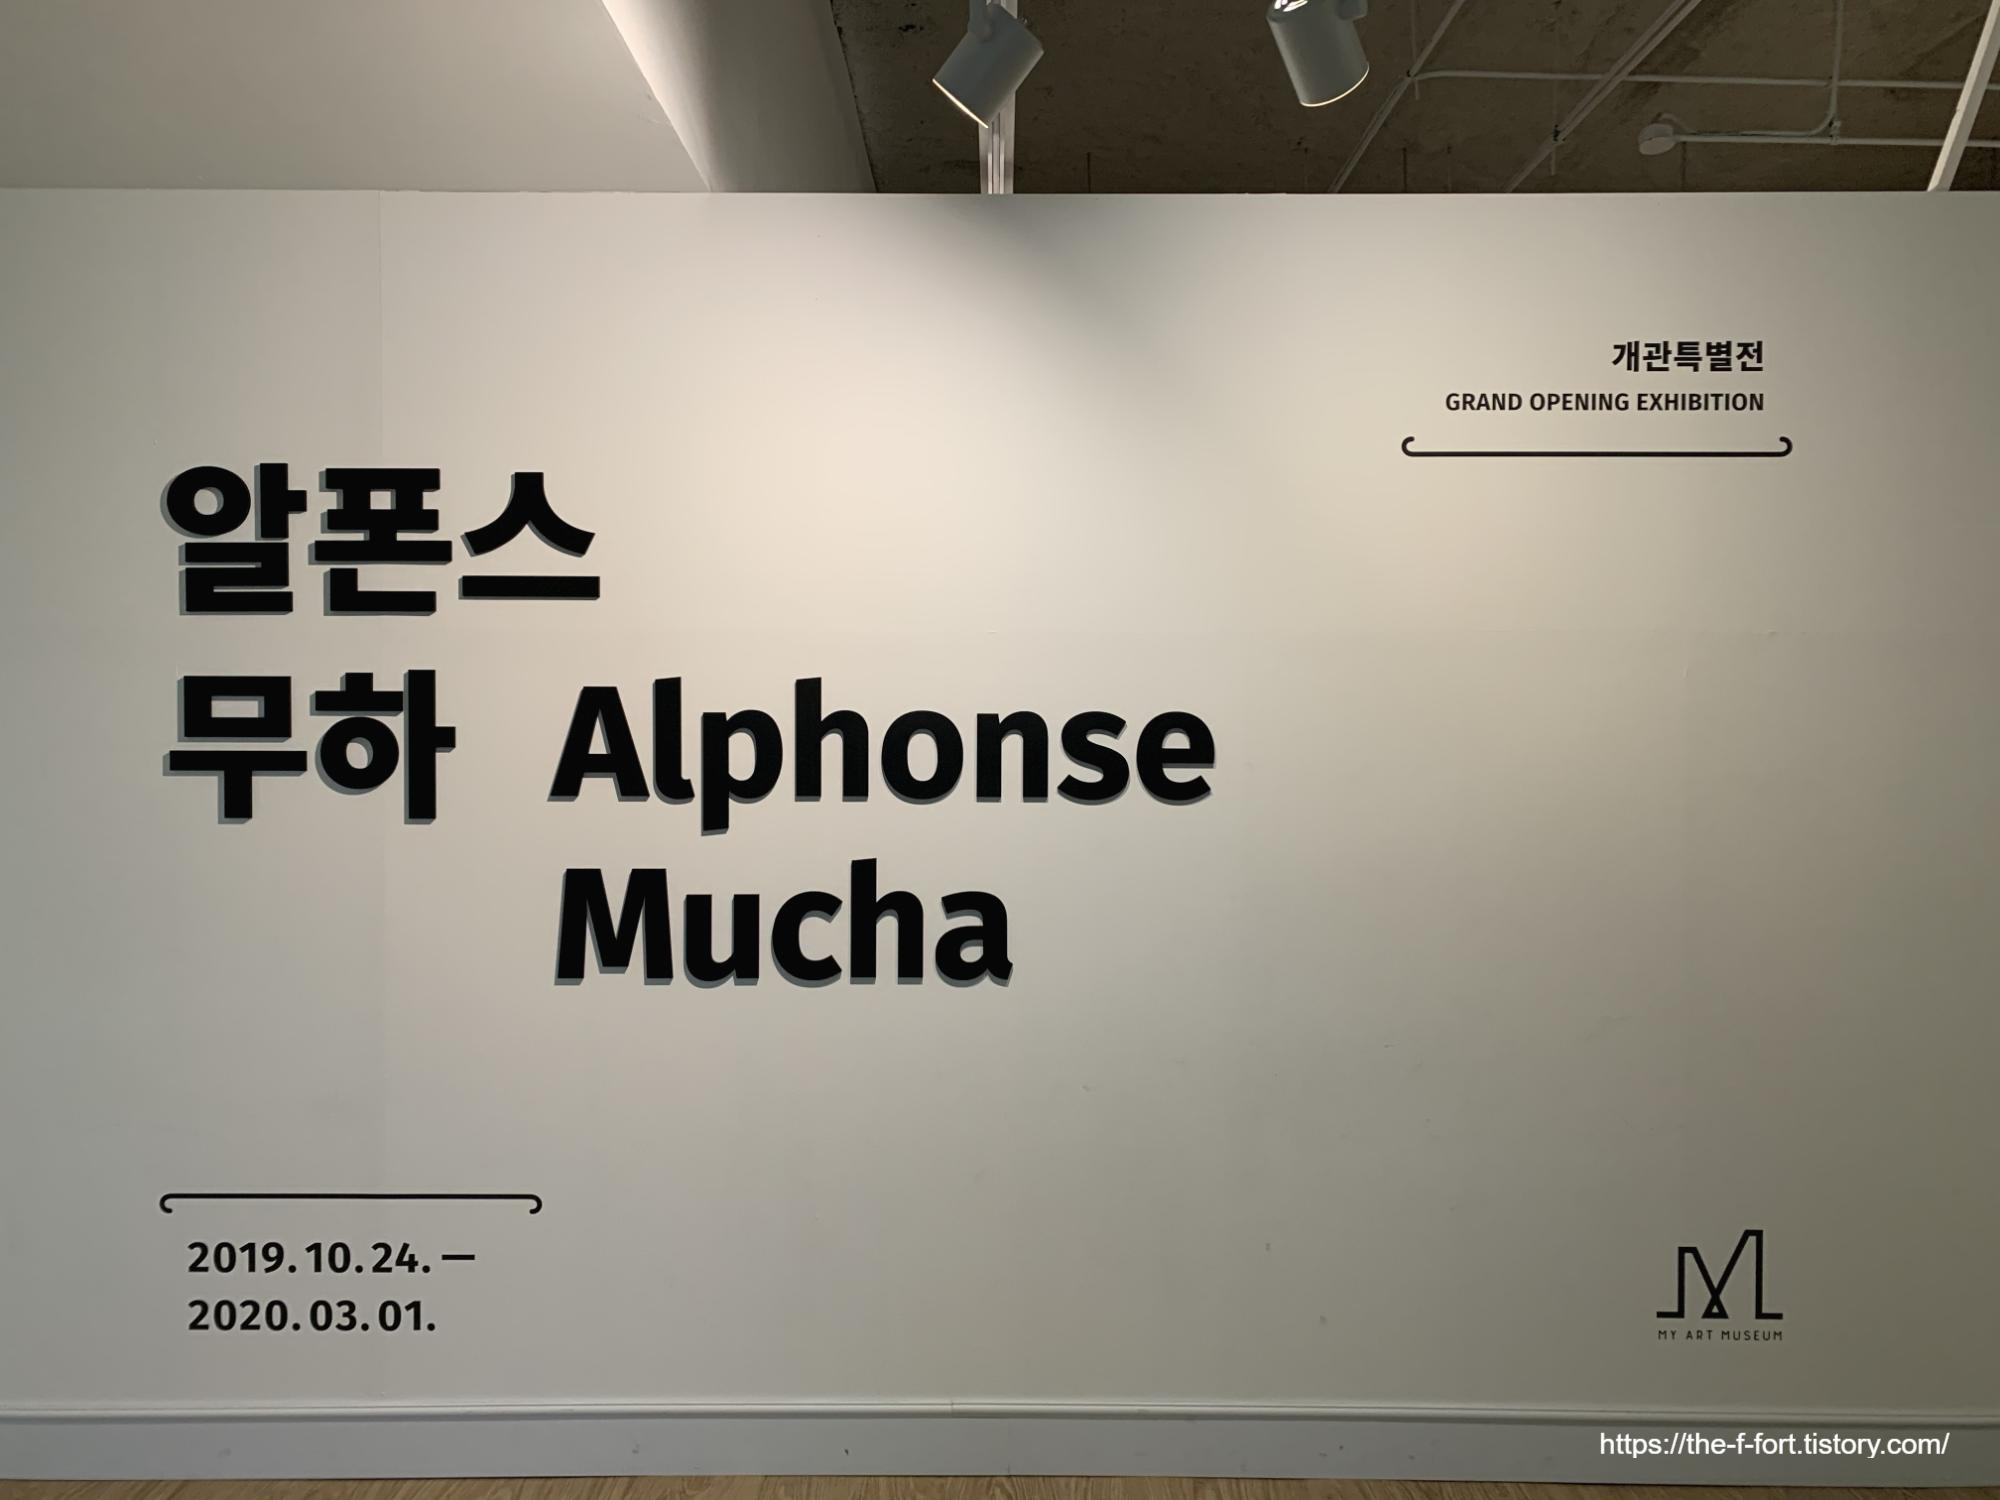 개관특별전
GRAND OPENING EXHIBITION
알폰스
무하
Alphonse
Mucha
2019.10.24.—
2020.03.01.
MY ART MUSEUM
https://the-f-fort.tistory.com/